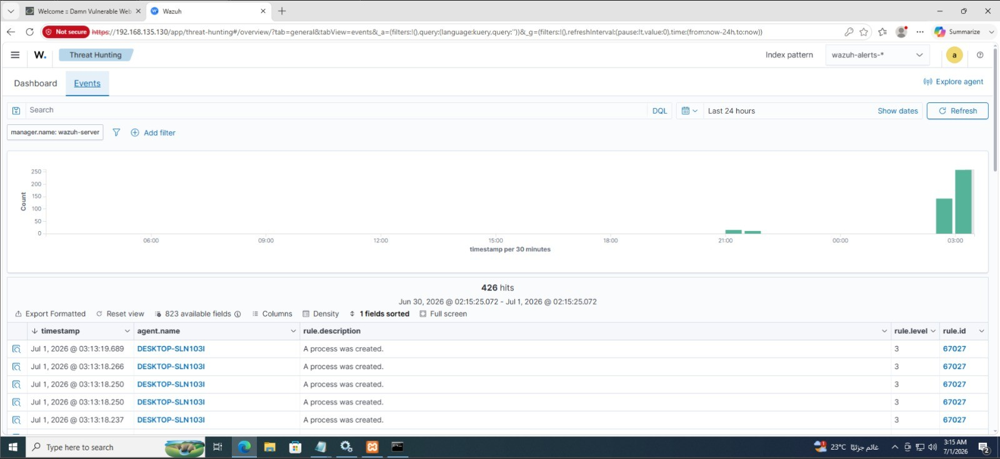 Welcome :: Damn Vulnerable Web
Wazuh
Not secure https://192.168.135.130/app/threat-hunting#/overview/?tab=general&tabView=events&_a=(filters:!(),query:(language:kuery,query:''))&_g=(filters:!(),refreshInterval:(pause:!t,value:0),time:(from:now-24h,to:now))
Summarize
W. Threat Hunting Index pattern wazuh-alerts-* a
Dashboard Events Explore agent
Search DQL Last 24 hours Show dates Refresh
manager.name: wazuh-server Add filter
250
200
150
100
50
0
Count
06:00 09:00 12:00 15:00 18:00 21:00 00:00 03:00
timestamp per 30 minutes
426 hits
Jun 30, 2026 @ 02:15:25.072 - Jul 1, 2026 @ 02:15:25.072
Export Formatted Reset view 823 available fields Columns Density 1 fields sorted Full screen
timestamp agent.name rule.description rule.level rule.id
Jul 1, 2026 @ 03:13:19.689 DESKTOP-SLN103I A process was created. 3 67027
Jul 1, 2026 @ 03:13:18.266 DESKTOP-SLN103I A process was created. 3 67027
Jul 1, 2026 @ 03:13:18.250 DESKTOP-SLN103I A process was created. 3 67027
Jul 1, 2026 @ 03:13:18.250 DESKTOP-SLN103I A process was created. 3 67027
Jul 1, 2026 @ 03:13:18.237 DESKTOP-SLN103I A process was created. 3 67027
Type here to search
23°C غائم جزئيًا
3:15 AM
7/1/2026
2